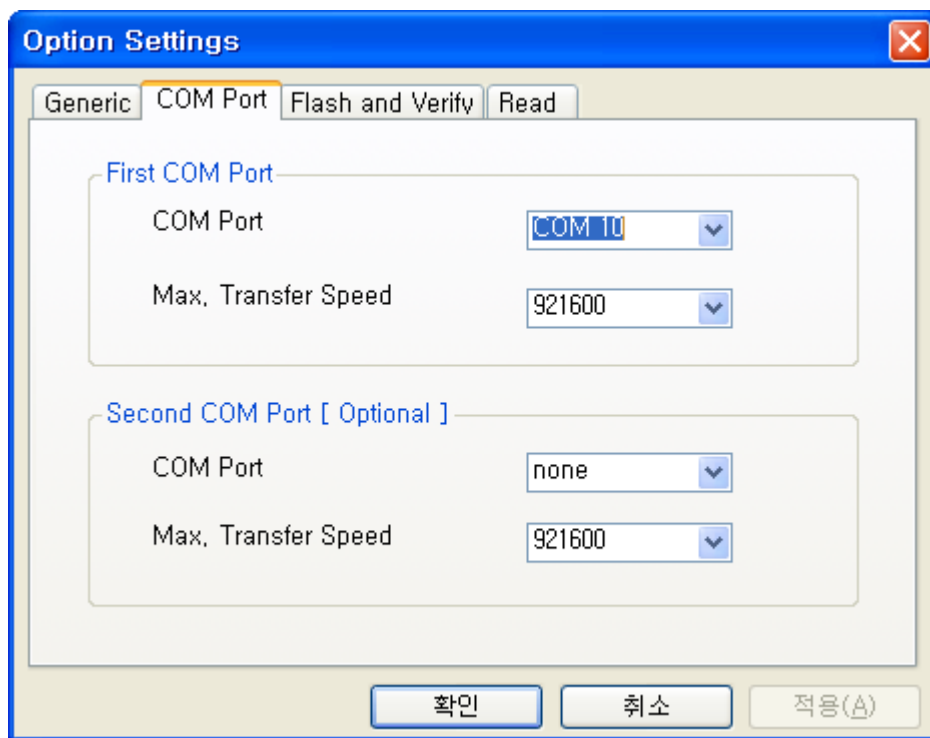 Option Settings
Generic COM Port Flash and Verify Read
First COM Port
COM Port COM 10
Max, Transfer Speed 921600
Second COM Port [ Optional ]
COM Port none
Max, Transfer Speed 921600
확인 취소 적용(A)